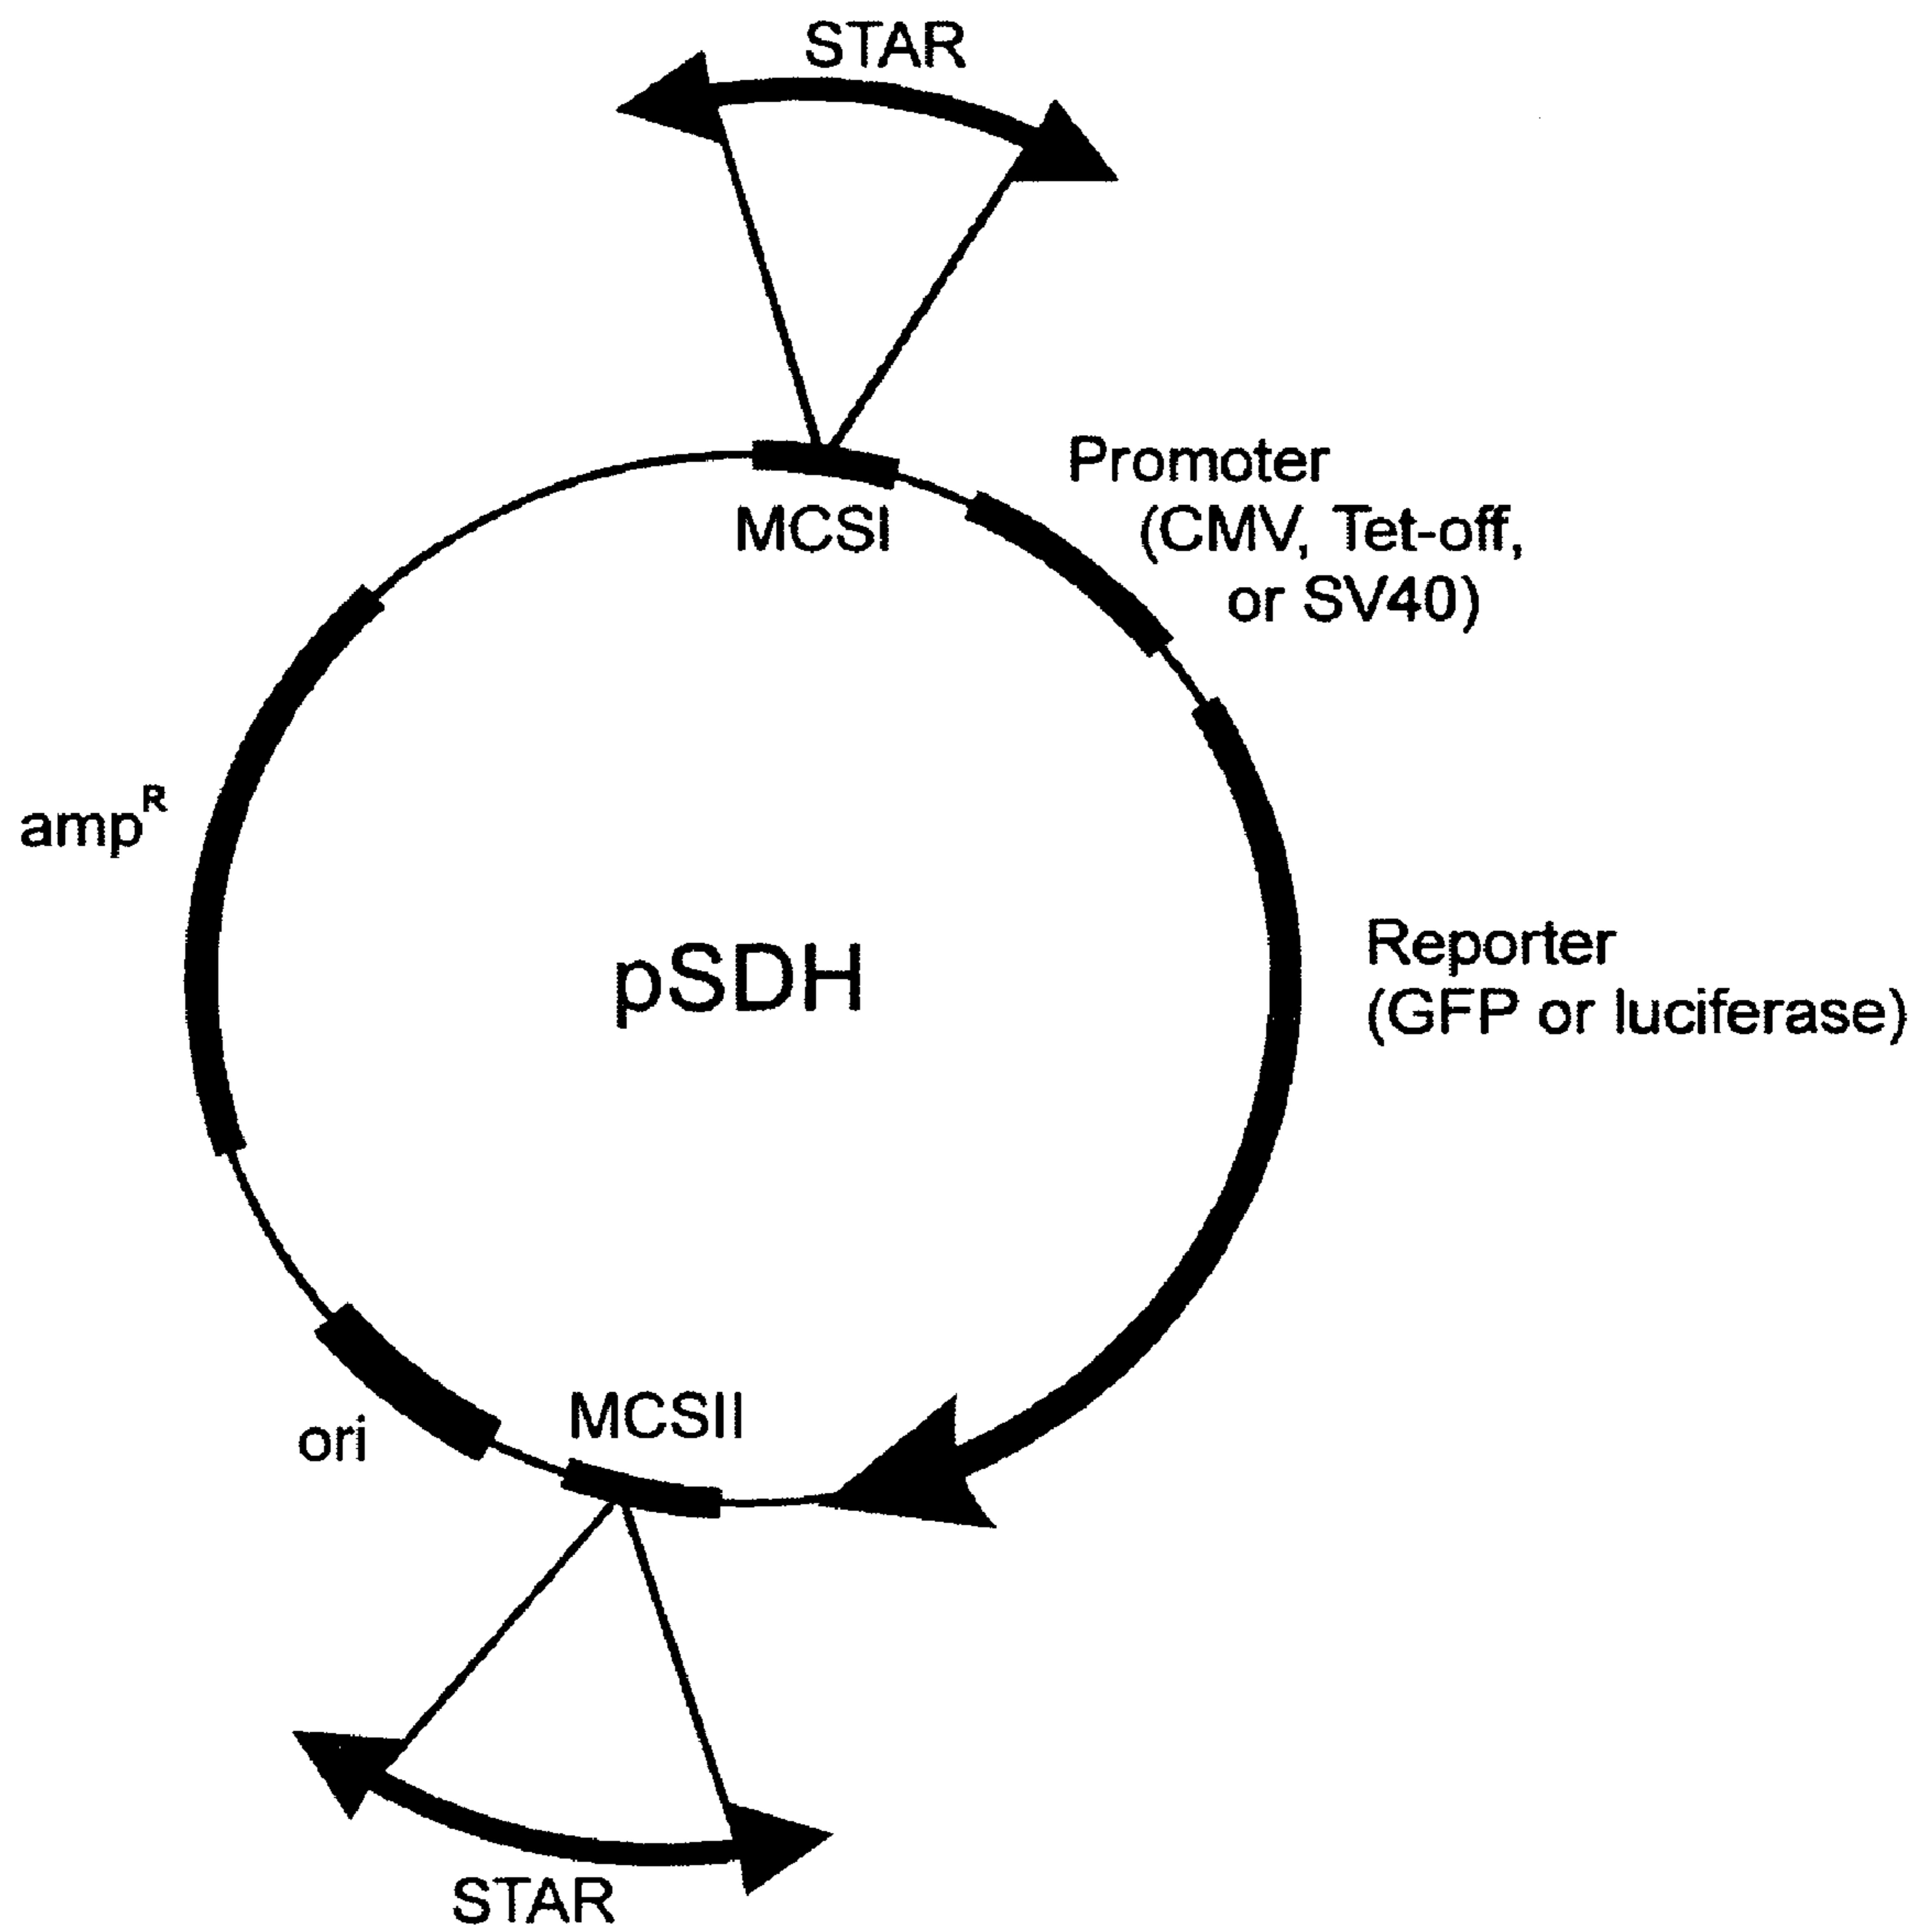 STAR
MCSI
Promoter
(CMV, Tet-off,
or SV40)
amp^R
pSDH
Reporter
(GFP or luciferase)
MCSII
ori
STAR